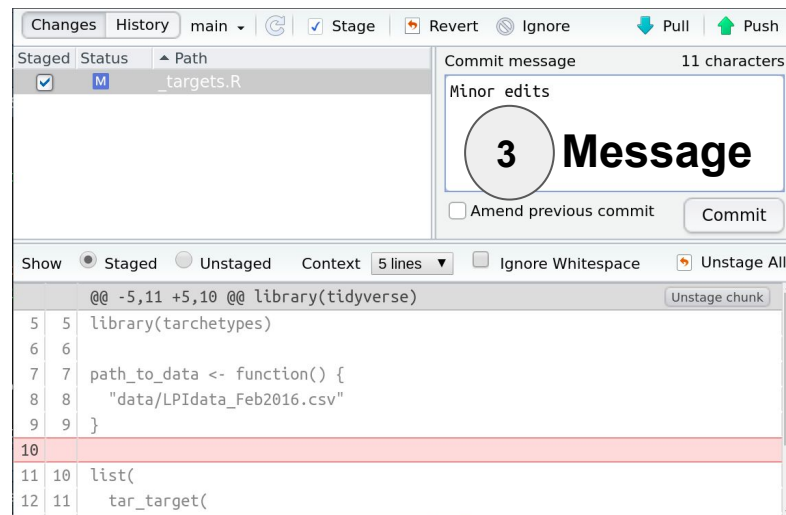 Changes History main Stage Revert Ignore Pull Push
Staged Status Path
M _targets.R
Commit message 11 characters
Minor edits
3 Message
Amend previous commit Commit
Show Staged Unstaged Context 5 lines Ignore Whitespace Unstage All
@@ -5,11 +5,10 @@ library(tidyverse) Unstage chunk
5 5 library(tarchetypes)
6 6
7 7 path_to_data <- function() {
8 8 "data/LPIdata_Feb2016.csv"
9 9 }
10
11 10 list(
12 11 tar_target(